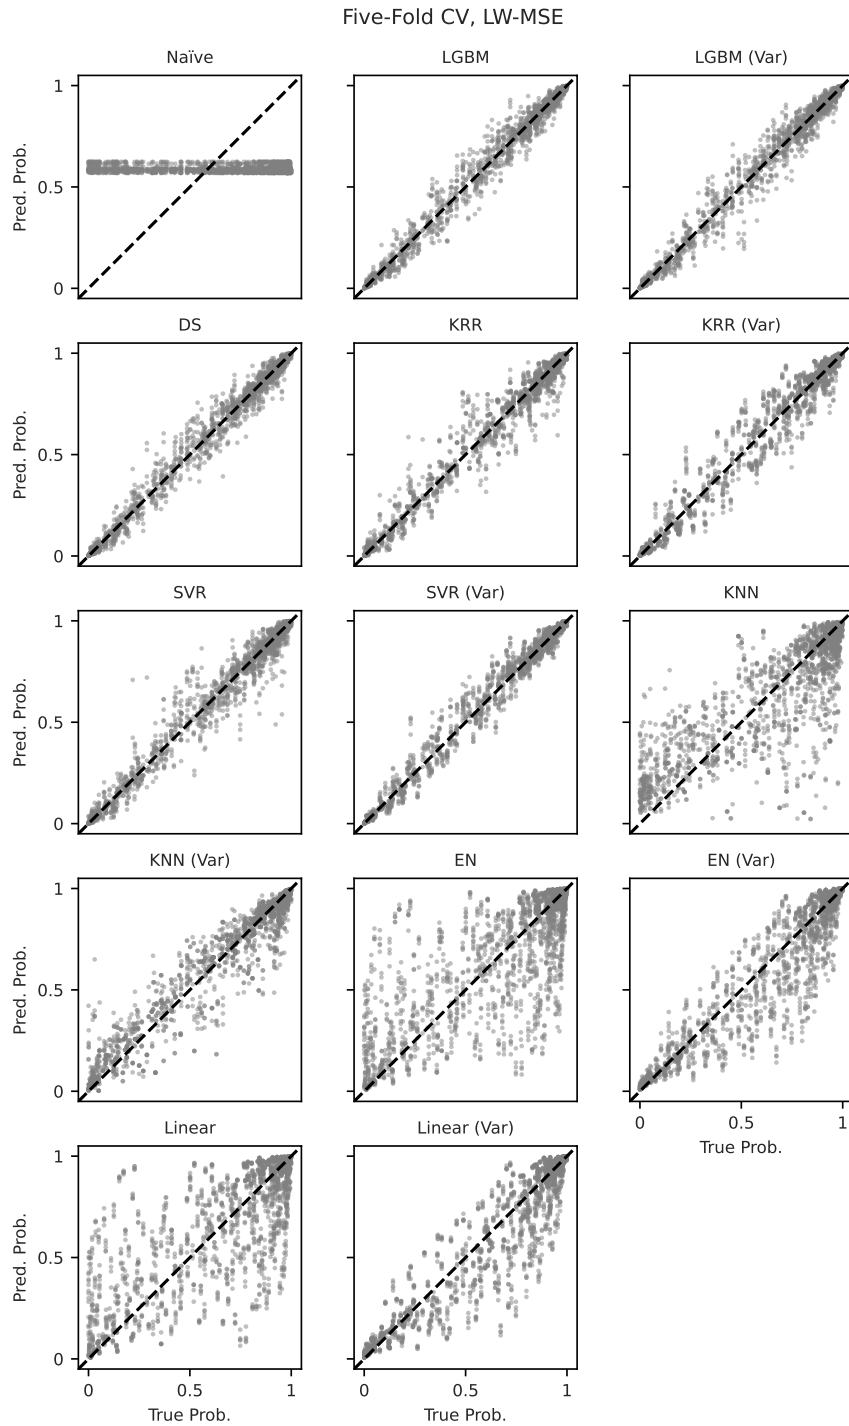 Five-Fold CV, LW-MSE
Naïve
LGBM
LGBM (Var)
1
0.5
0
Pred. Prob.
DS
KRR
KRR (Var)
1
0.5
0
Pred. Prob.
SVR
SVR (Var)
KNN
1
0.5
0
Pred. Prob.
KNN (Var)
EN
EN (Var)
1
0.5
0
Pred. Prob.
0 0.5 1
True Prob.
Linear
Linear (Var)
1
0.5
0
Pred. Prob.
0 0.5 1
True Prob.
0 0.5 1
True Prob.